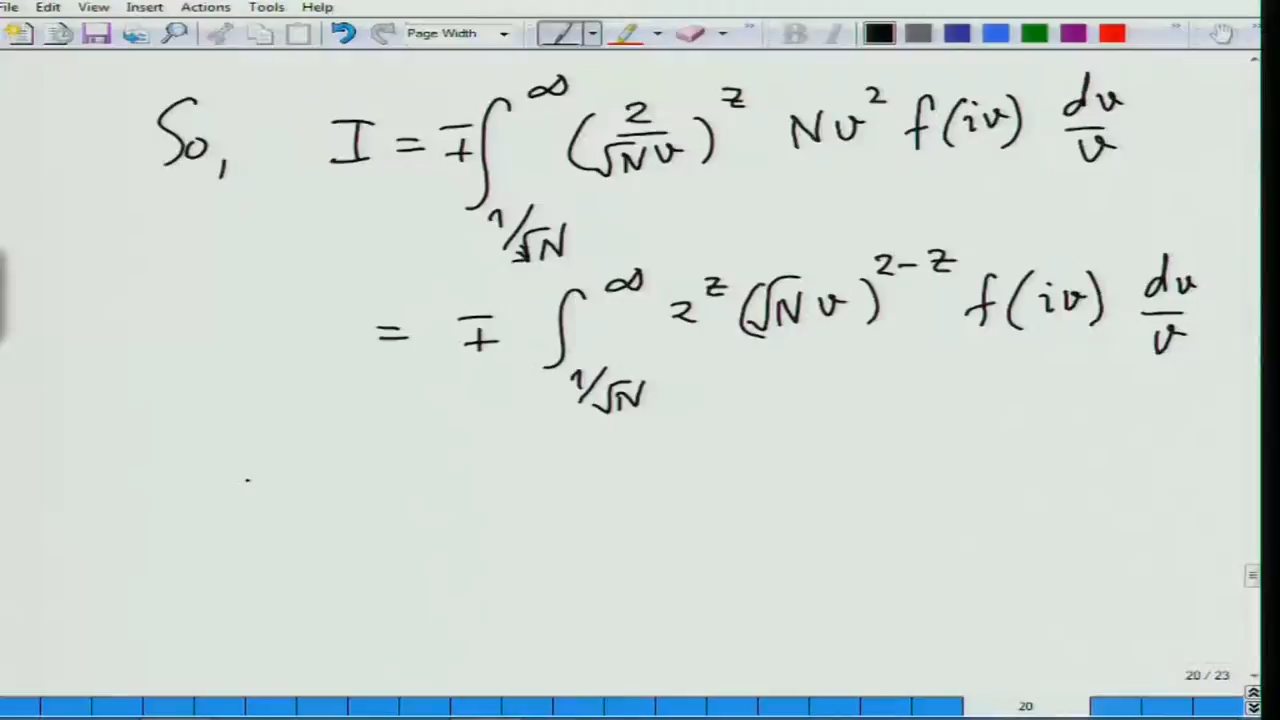 File Edit View Insert Actions Tools Help
Page Width
So, I = ∓ ∫_{1/√N}^{∞} (2/(√N v))^z N v^2 f(iv) dv/v
= ∓ ∫_{1/√N}^{∞} 2^z (√N v)^{2-z} f(iv) dv/v
20 / 23
20